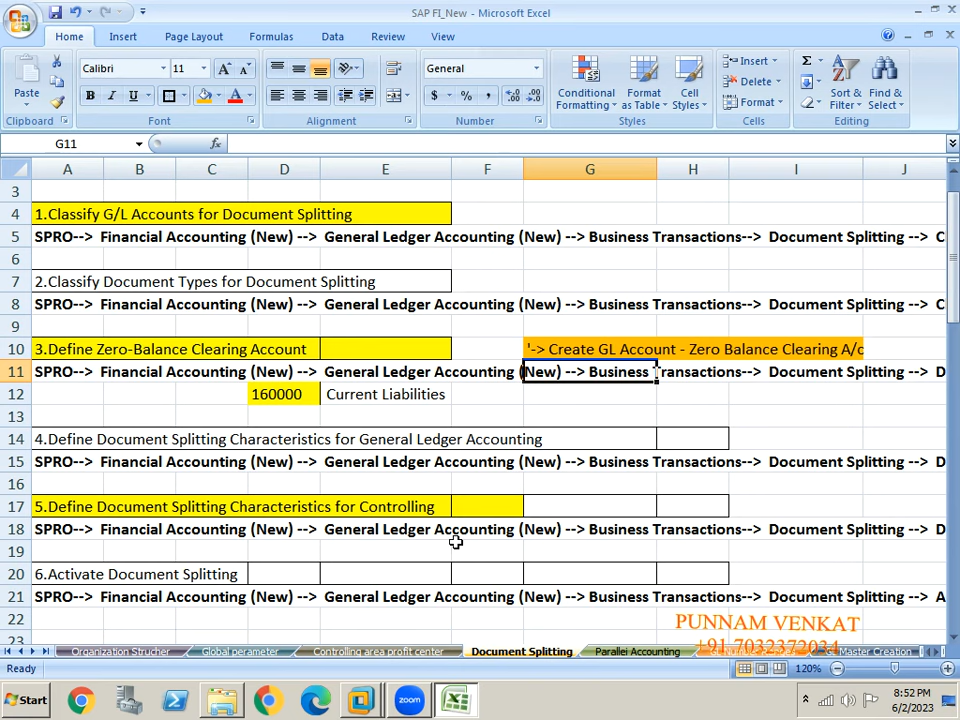 SAP FI_New - Microsoft Excel
Home Insert Page Layout Formulas Data Review View
Calibri 11 General
Paste
Conditional Formatting
Format as Table
Cell Styles
Insert
Delete
Format
Sort & Filter
Find & Select
Clipboard Font Alignment Number Styles Cells Editing
G11
A B C D E F G H I J
3
4 1.Classify G/L Accounts for Document Splitting
5 SPRO--> Financial Accounting (New) --> General Ledger Accounting (New) --> Business Transactions--> Document Splitting --> C
6
7 2.Classify Document Types for Document Splitting
8 SPRO--> Financial Accounting (New) --> General Ledger Accounting (New) --> Business Transactions--> Document Splitting --> C
9
10 3.Define Zero-Balance Clearing Account '-> Create GL Account - Zero Balance Clearing A/c
11 SPRO--> Financial Accounting (New) --> General Ledger Accounting (New) --> Business Transactions--> Document Splitting --> D
12 160000 Current Liabilities
13
14 4.Define Document Splitting Characteristics for General Ledger Accounting
15 SPRO--> Financial Accounting (New) --> General Ledger Accounting (New) --> Business Transactions--> Document Splitting --> D
16
17 5.Define Document Splitting Characteristics for Controlling
18 SPRO--> Financial Accounting (New) --> General Ledger Accounting (New) --> Business Transactions--> Document Splitting --> D
19
20 6.Activate Document Splitting
21 SPRO--> Financial Accounting (New) --> General Ledger Accounting (New) --> Business Transactions--> Document Splitting --> A
22
23
PUNNAM VENKAT
+91 7032372034
Organization Strucher Global perameter Controlling area profit center Document Splitting Parallel Accounting Master Creation
Ready 120%
Start zoom 8:52 PM
6/2/2023